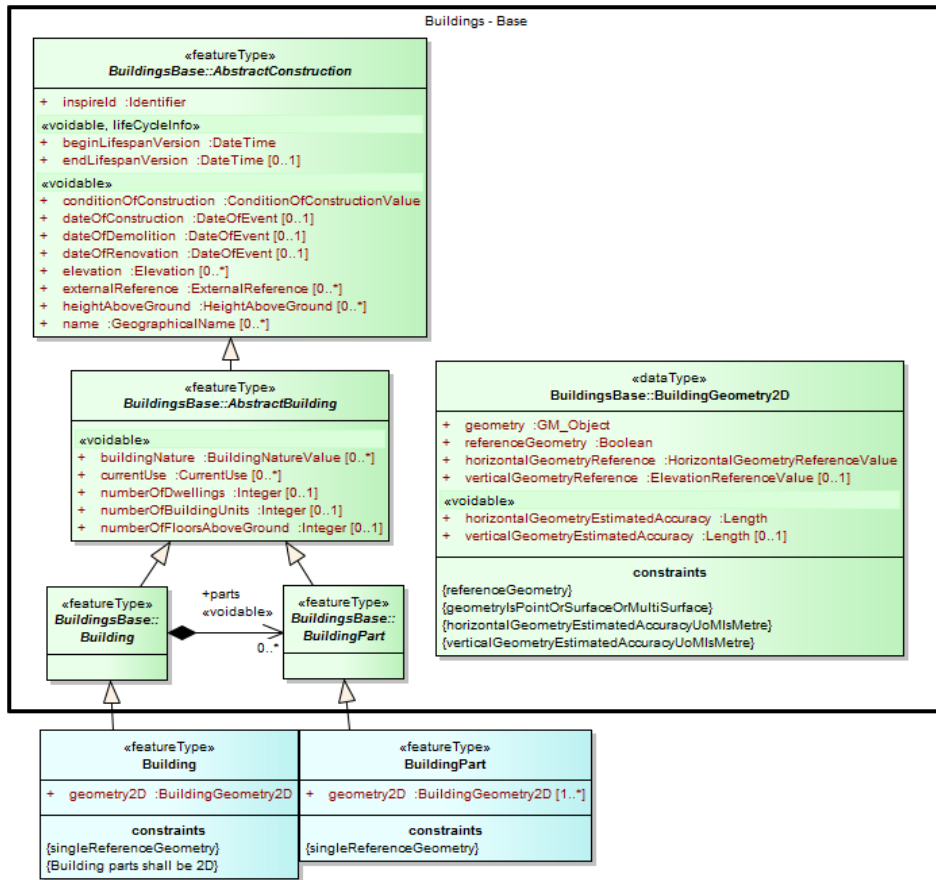 Buildings - Base
«featureType»
BuildingsBase::AbstractConstruction
+ inspireId :Identifier
«voidable, lifeCycleInfo»
+ beginLifespanVersion :DateTime
+ endLifespanVersion :DateTime [0..1]
«voidable»
+ conditionOfConstruction :ConditionOfConstructionValue
+ dateOfConstruction :DateOfEvent [0..1]
+ dateOfDemolition :DateOfEvent [0..1]
+ dateOfRenovation :DateOfEvent [0..1]
+ elevation :Elevation [0..*]
+ externalReference :ExternalReference [0..*]
+ heightAboveGround :HeightAboveGround [0..*]
+ name :GeographicalName [0..*]
«featureType»
BuildingsBase::AbstractBuilding
«voidable»
+ buildingNature :BuildingNatureValue [0..*]
+ currentUse :CurrentUse [0..*]
+ numberOfDwellings :Integer [0..1]
+ numberOfBuildingUnits :Integer [0..1]
+ numberOfFloorsAboveGround :Integer [0..1]
«dataType»
BuildingsBase::BuildingGeometry2D
+ geometry :GM_Object
+ referenceGeometry :Boolean
+ horizontalGeometryReference :HorizontalGeometryReferenceValue
+ verticalGeometryReference :ElevationReferenceValue [0..1]
«voidable»
+ horizontalGeometryEstimatedAccuracy :Length
+ verticalGeometryEstimatedAccuracy :Length [0..1]
constraints
{referenceGeometry}
{geometryIsPointOrSurfaceOrMultiSurface}
{horizontalGeometryEstimatedAccuracyUoMIsMetre}
{verticalGeometryEstimatedAccuracyUoMIsMetre}
«featureType»
BuildingsBase::
Building
+parts
«voidable»
0..*
«featureType»
BuildingsBase::
BuildingPart
«featureType»
Building
+ geometry2D :BuildingGeometry2D
constraints
{singleReferenceGeometry}
{Building parts shall be 2D}
«featureType»
BuildingPart
+ geometry2D :BuildingGeometry2D [1..*]
constraints
{singleReferenceGeometry}